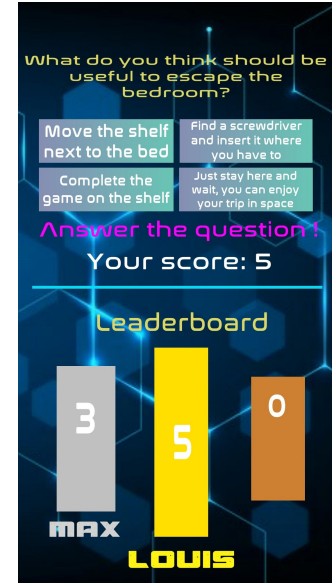 What do you think should be
useful to escape the
bedroom?
Move the shelf
next to the bed
Find a screwdriver
and insert it where
you have to
Complete the
game on the shelf
Just stay here and
wait, you can enjoy
your trip in space
Answer the question !
Your score: 5
Leaderboard
3
5
0
MAX
LOUIS